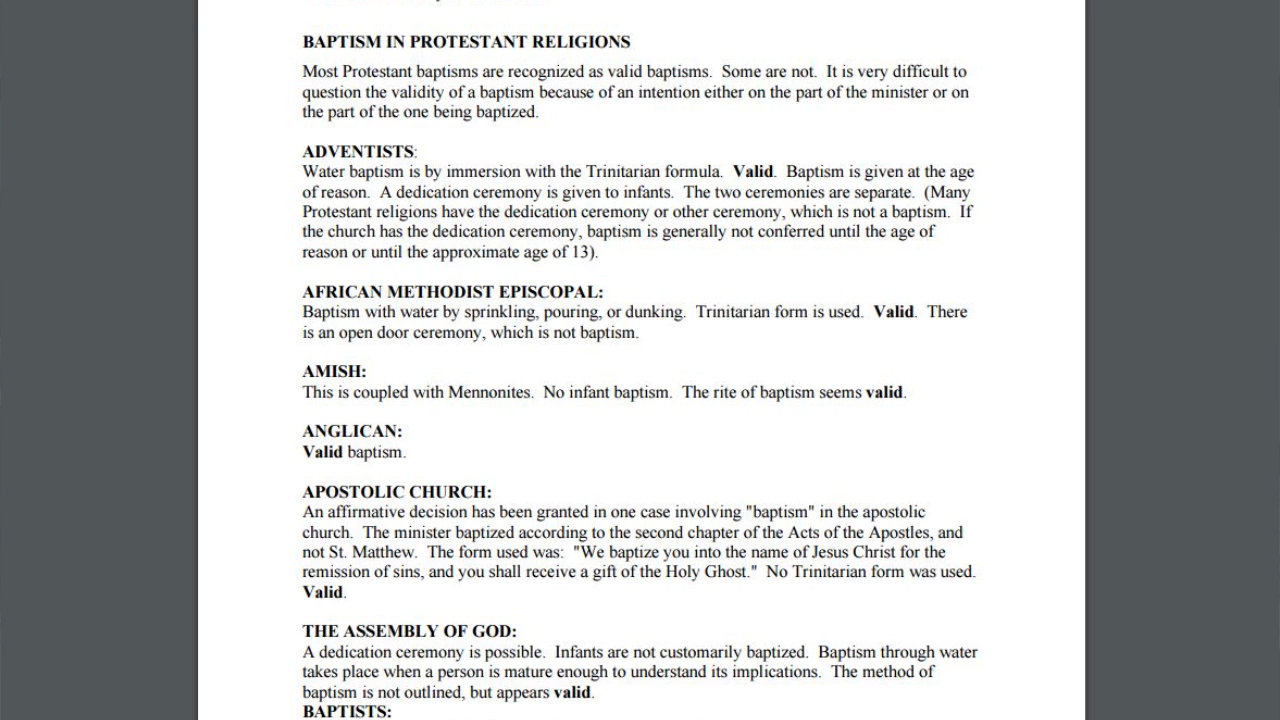 BAPTISM IN PROTESTANT RELIGIONS
Most Protestant baptisms are recognized as valid baptisms.  Some are not.  It is very difficult to
question the validity of a baptism because of an intention either on the part of the minister or on
the part of the one being baptized.
ADVENTISTS:
Water baptism is by immersion with the Trinitarian formula.  Valid.  Baptism is given at the age
of reason.  A dedication ceremony is given to infants.  The two ceremonies are separate.  (Many
Protestant religions have the dedication ceremony or other ceremony, which is not a baptism.  If
the church has the dedication ceremony, baptism is generally not conferred until the age of
reason or until the approximate age of 13).
AFRICAN METHODIST EPISCOPAL:
Baptism with water by sprinkling, pouring, or dunking.  Trinitarian form is used.  Valid.  There
is an open door ceremony, which is not baptism.
AMISH:
This is coupled with Mennonites.  No infant baptism.  The rite of baptism seems valid.
ANGLICAN:
Valid baptism.
APOSTOLIC CHURCH:
An affirmative decision has been granted in one case involving "baptism" in the apostolic
church.  The minister baptized according to the second chapter of the Acts of the Apostles, and
not St. Matthew.  The form used was:  "We baptize you into the name of Jesus Christ for the
remission of sins, and you shall receive a gift of the Holy Ghost."  No Trinitarian form was used.
Valid.
THE ASSEMBLY OF GOD:
A dedication ceremony is possible.  Infants are not customarily baptized.  Baptism through water
takes place when a person is mature enough to understand its implications.  The method of
baptism is not outlined, but appears valid.
BAPTISTS: